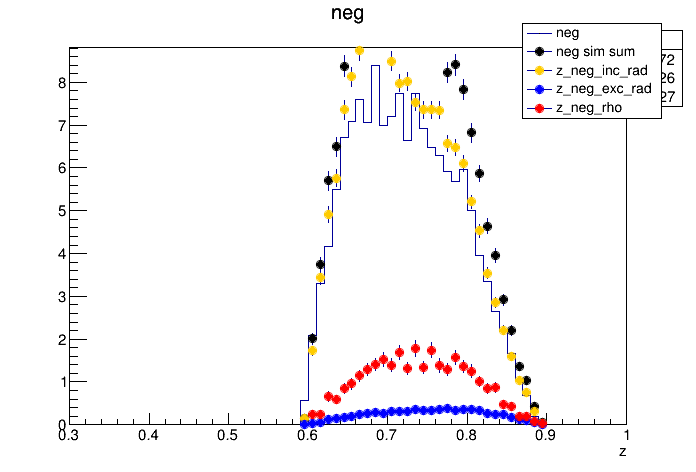 neg
neg
neg sim sum
z_neg_inc_rad
z_neg_exc_rad
z_neg_rho
72
26
27
8
7
6
5
4
3
2
1
0
0.3 0.4 0.5 0.6 0.7 0.8 0.9 1
z